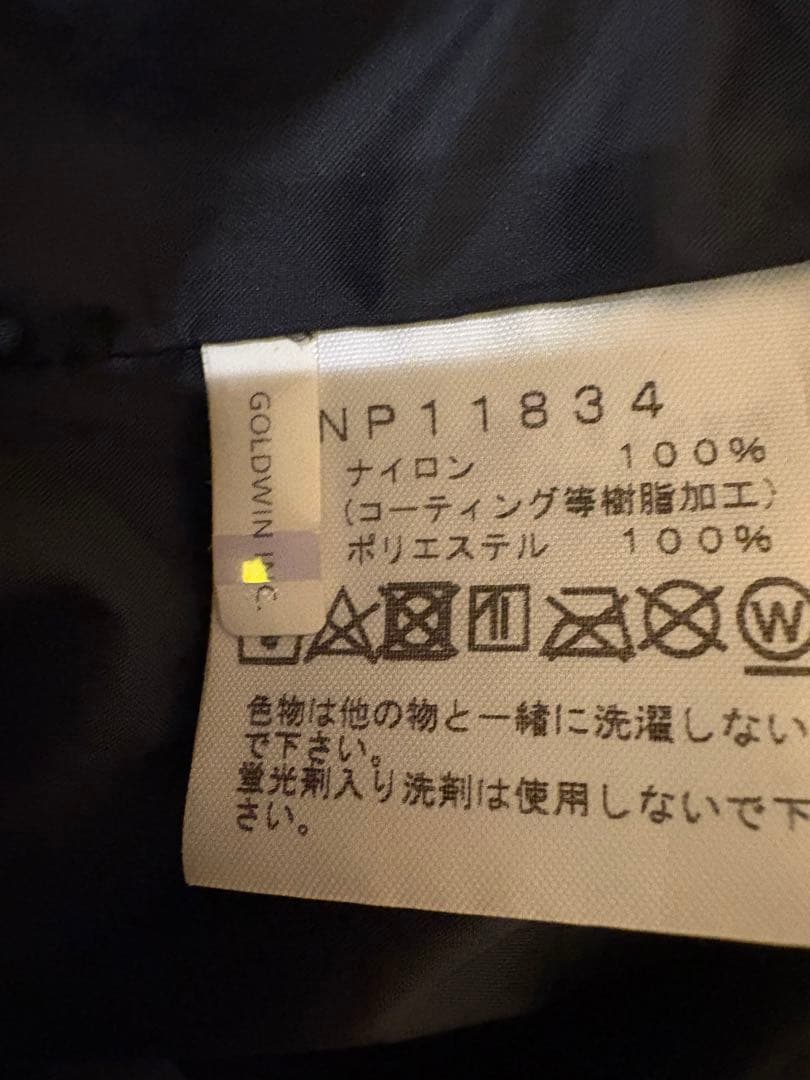 GOLDWIN INC.
NP11834
ナイロン 100%
(コーティング等樹脂加工)
ポリエステル 100%
W
色物は他の物と一緒に洗濯しない
で下さい。
蛍光剤入り洗剤は使用しないで下
さい。